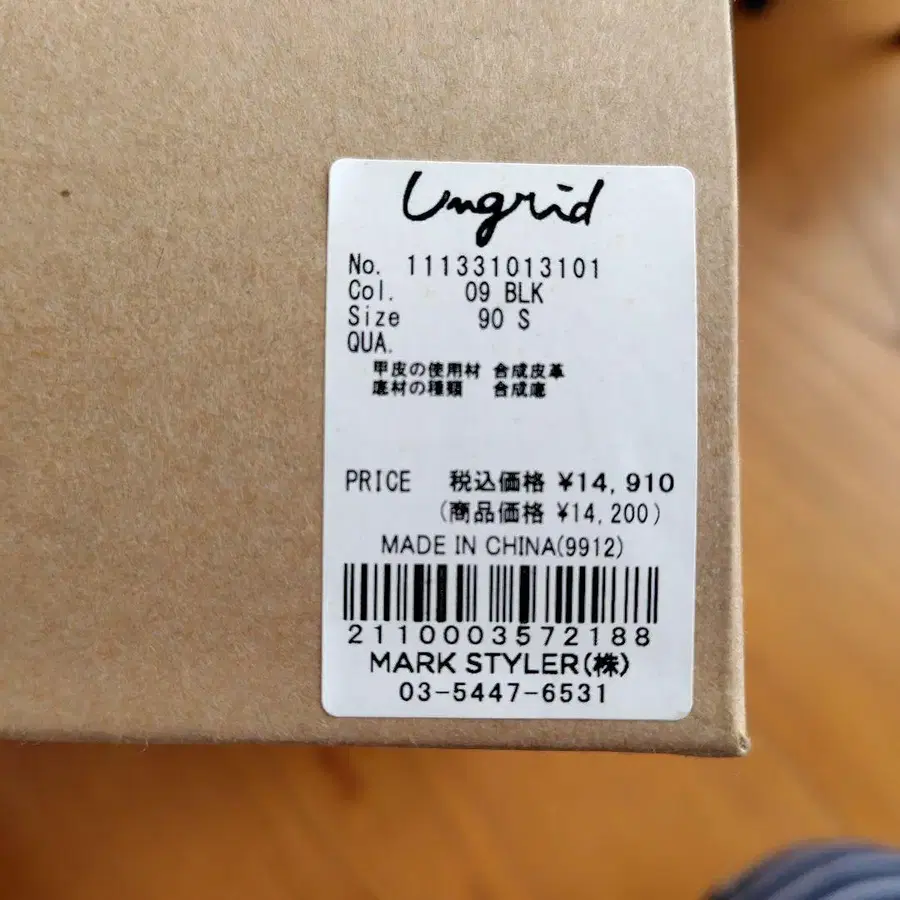 Ungrid
No. 111331013101
Col. 09 BLK
Size 90 S
QUA.
甲皮の使用材 合成皮革
底材の種類 合成底
PRICE 税込価格 ¥14,910
(商品価格 ¥14,200)
MADE IN CHINA(9912)
2110003572188
MARK STYLER(株)
03-5447-6531